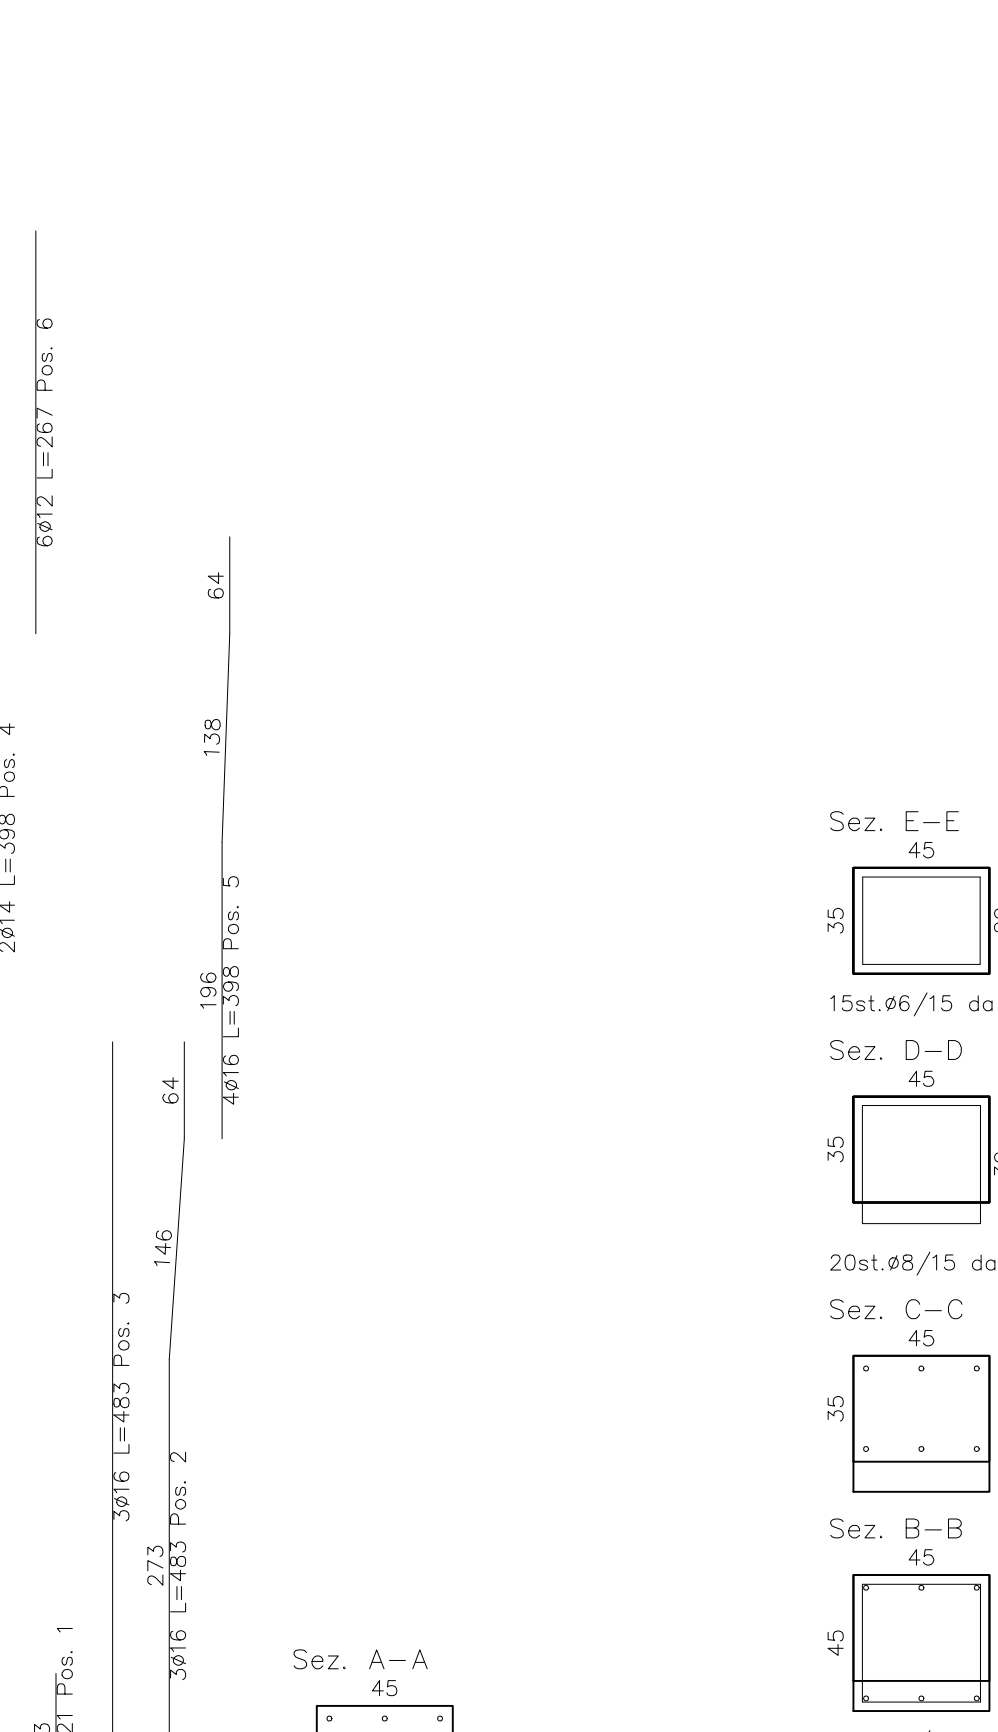 6ø12 L=267 Pos. 6
64
138
2ø14 L=398 Pos. 4
196
4ø16 L=398 Pos. 5
64
146
3ø16 L=483 Pos. 3
273
3ø16 L=483 Pos. 2
21 Pos. 1
3
Sez. A-A
45
Sez. E-E
45
35
15st.ø6/15 da
Sez. D-D
45
35
20st.ø8/15 da
Sez. C-C
45
35
Sez. B-B
45
45